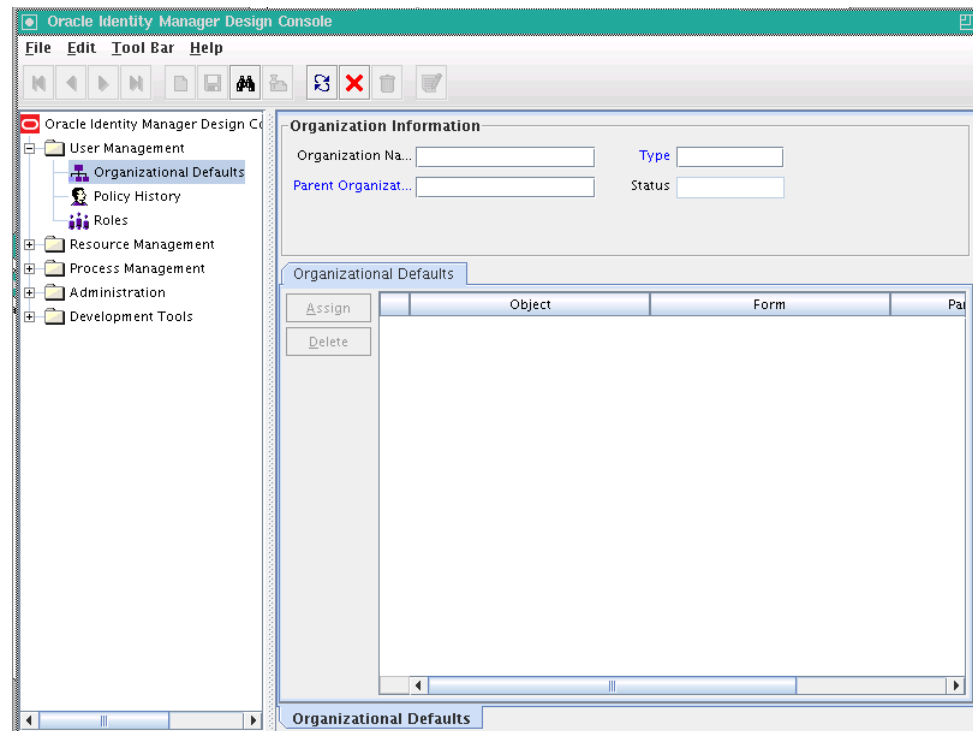 Oracle Identity Manager Design Console
File Edit Tool Bar Help
Oracle Identity Manager Design Co
User Management
Organizational Defaults
Policy History
Roles
Resource Management
Process Management
Administration
Development Tools
Organization Information
Organization Na... Type
Parent Organizat... Status
Organizational Defaults
Assign
Delete
Object Form Par
Organizational Defaults